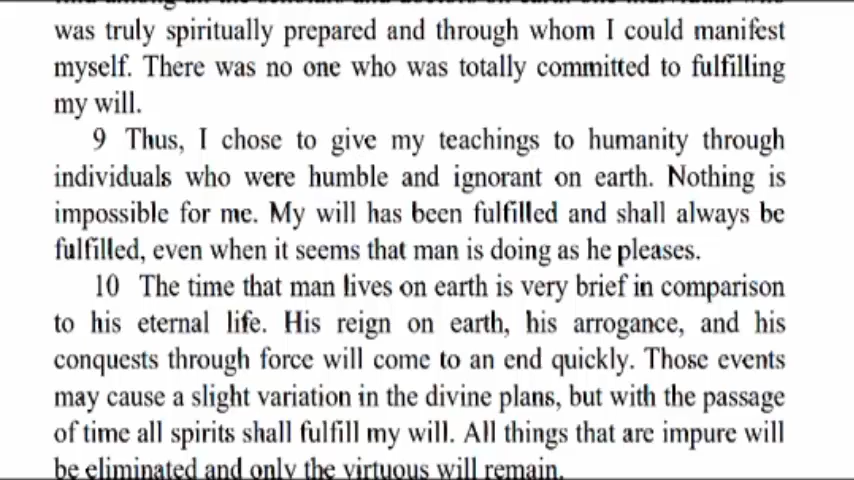 was truly spiritually prepared and through whom I could manifest
myself. There was no one who was totally committed to fulfilling
my will.
9 Thus, I chose to give my teachings to humanity through
individuals who were humble and ignorant on earth. Nothing is
impossible for me. My will has been fulfilled and shall always be
fulfilled, even when it seems that man is doing as he pleases.
10 The time that man lives on earth is very brief in comparison
to his eternal life. His reign on earth, his arrogance, and his
conquests through force will come to an end quickly. Those events
may cause a slight variation in the divine plans, but with the passage
of time all spirits shall fulfill my will. All things that are impure will
be eliminated and only the virtuous will remain.